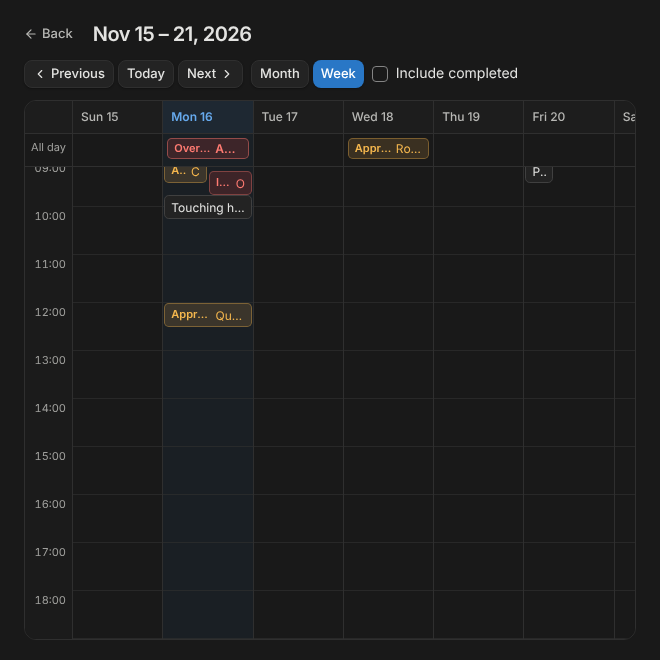 Back Nov 15 – 21, 2026
Previous Today Next Month Week Include completed
Sun 15 Mon 16 Tue 17 Wed 18 Thu 19 Fri 20 Sa
All day Over... A... Appr... Ro...
09:00 A.. C P..
I... O
Touching h...
10:00
11:00
12:00 Appr... Qu...
13:00
14:00
15:00
16:00
17:00
18:00